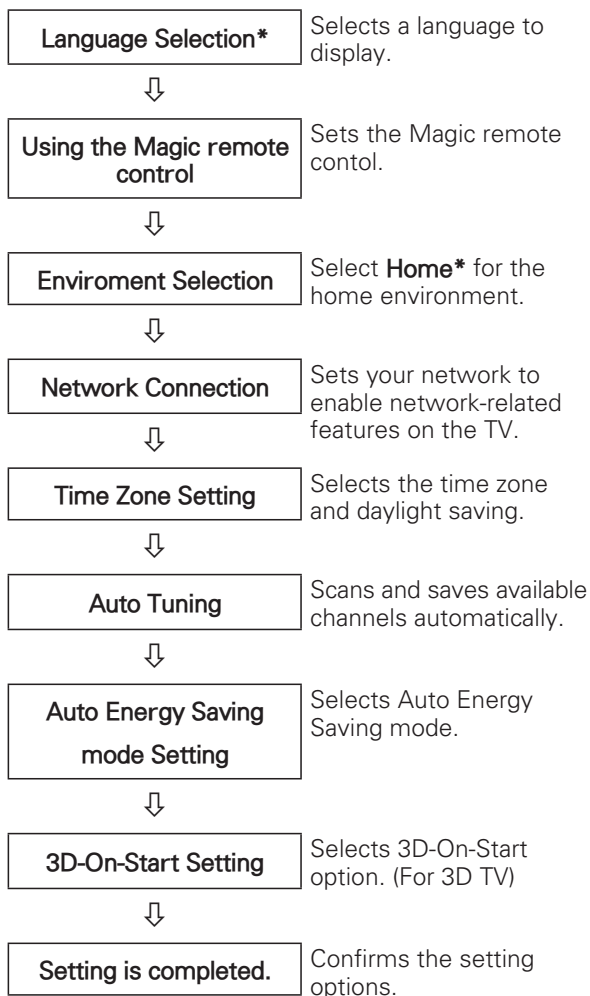 Language Selection*
Selects a language to
display.
⇩
Using the Magic remote
control
Sets the Magic remote
contol.
⇩
Enviroment Selection
Select Home* for the
home environment.
⇩
Network Connection
Sets your network to
enable network-related
features on the TV.
⇩
Time Zone Setting
Selects the time zone
and daylight saving.
⇩
Auto Tuning
Scans and saves available
channels automatically.
⇩
Auto Energy Saving
mode Setting
Selects Auto Energy
Saving mode.
⇩
3D-On-Start Setting
Selects 3D-On-Start
option. (For 3D TV)
⇩
Setting is completed.
Confirms the setting
options.